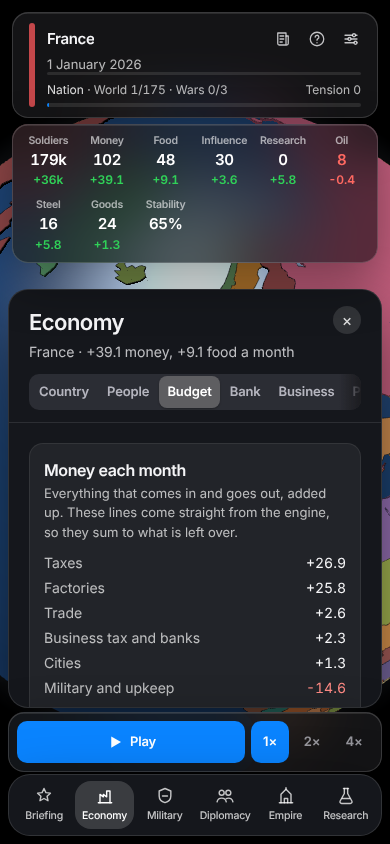 France
1 January 2026
Nation · World 1/175 · Wars 0/3
Tension 0
Soldiers Money Food Influence Research Oil
179k 102 48 30 0 8
+36k +39.1 +9.1 +3.6 +5.8 -0.4
Steel Goods Stability
16 24 65%
+5.8 +1.3
Economy
×
France · +39.1 money, +9.1 food a month
Country People Budget Bank Business P
Money each month
Everything that comes in and goes out, added
up. These lines come straight from the engine,
so they sum to what is left over.
Taxes +26.9
Factories +25.8
Trade +2.6
Business tax and banks +2.3
Cities +1.3
Military and upkeep -14.6
Play 1× 2× 4×
Briefing Economy Military Diplomacy Empire Research